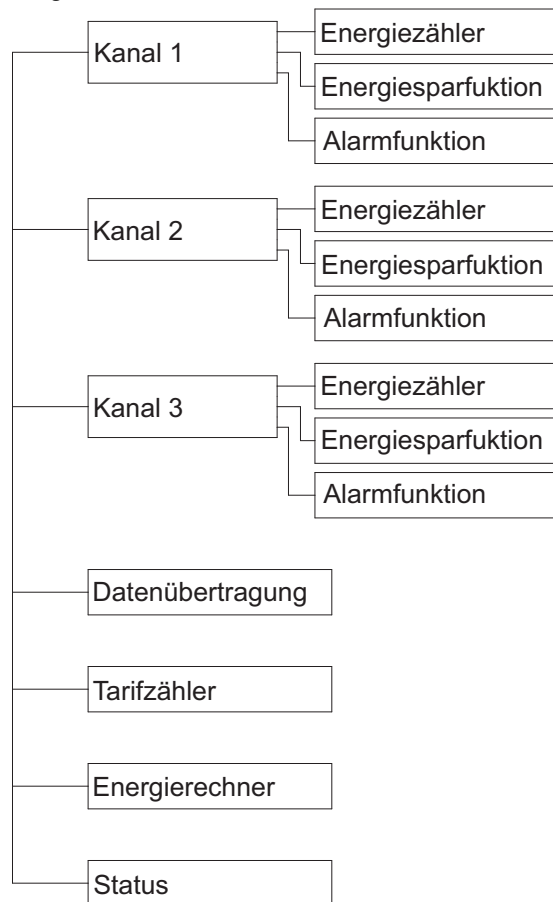 Kanal 1
Energiezähler
Energiesparfuktion
Alarmfunktion
Kanal 2
Energiezähler
Energiesparfuktion
Alarmfunktion
Kanal 3
Energiezähler
Energiesparfuktion
Alarmfunktion
Datenübertragung
Tarifzähler
Energierechner
Status